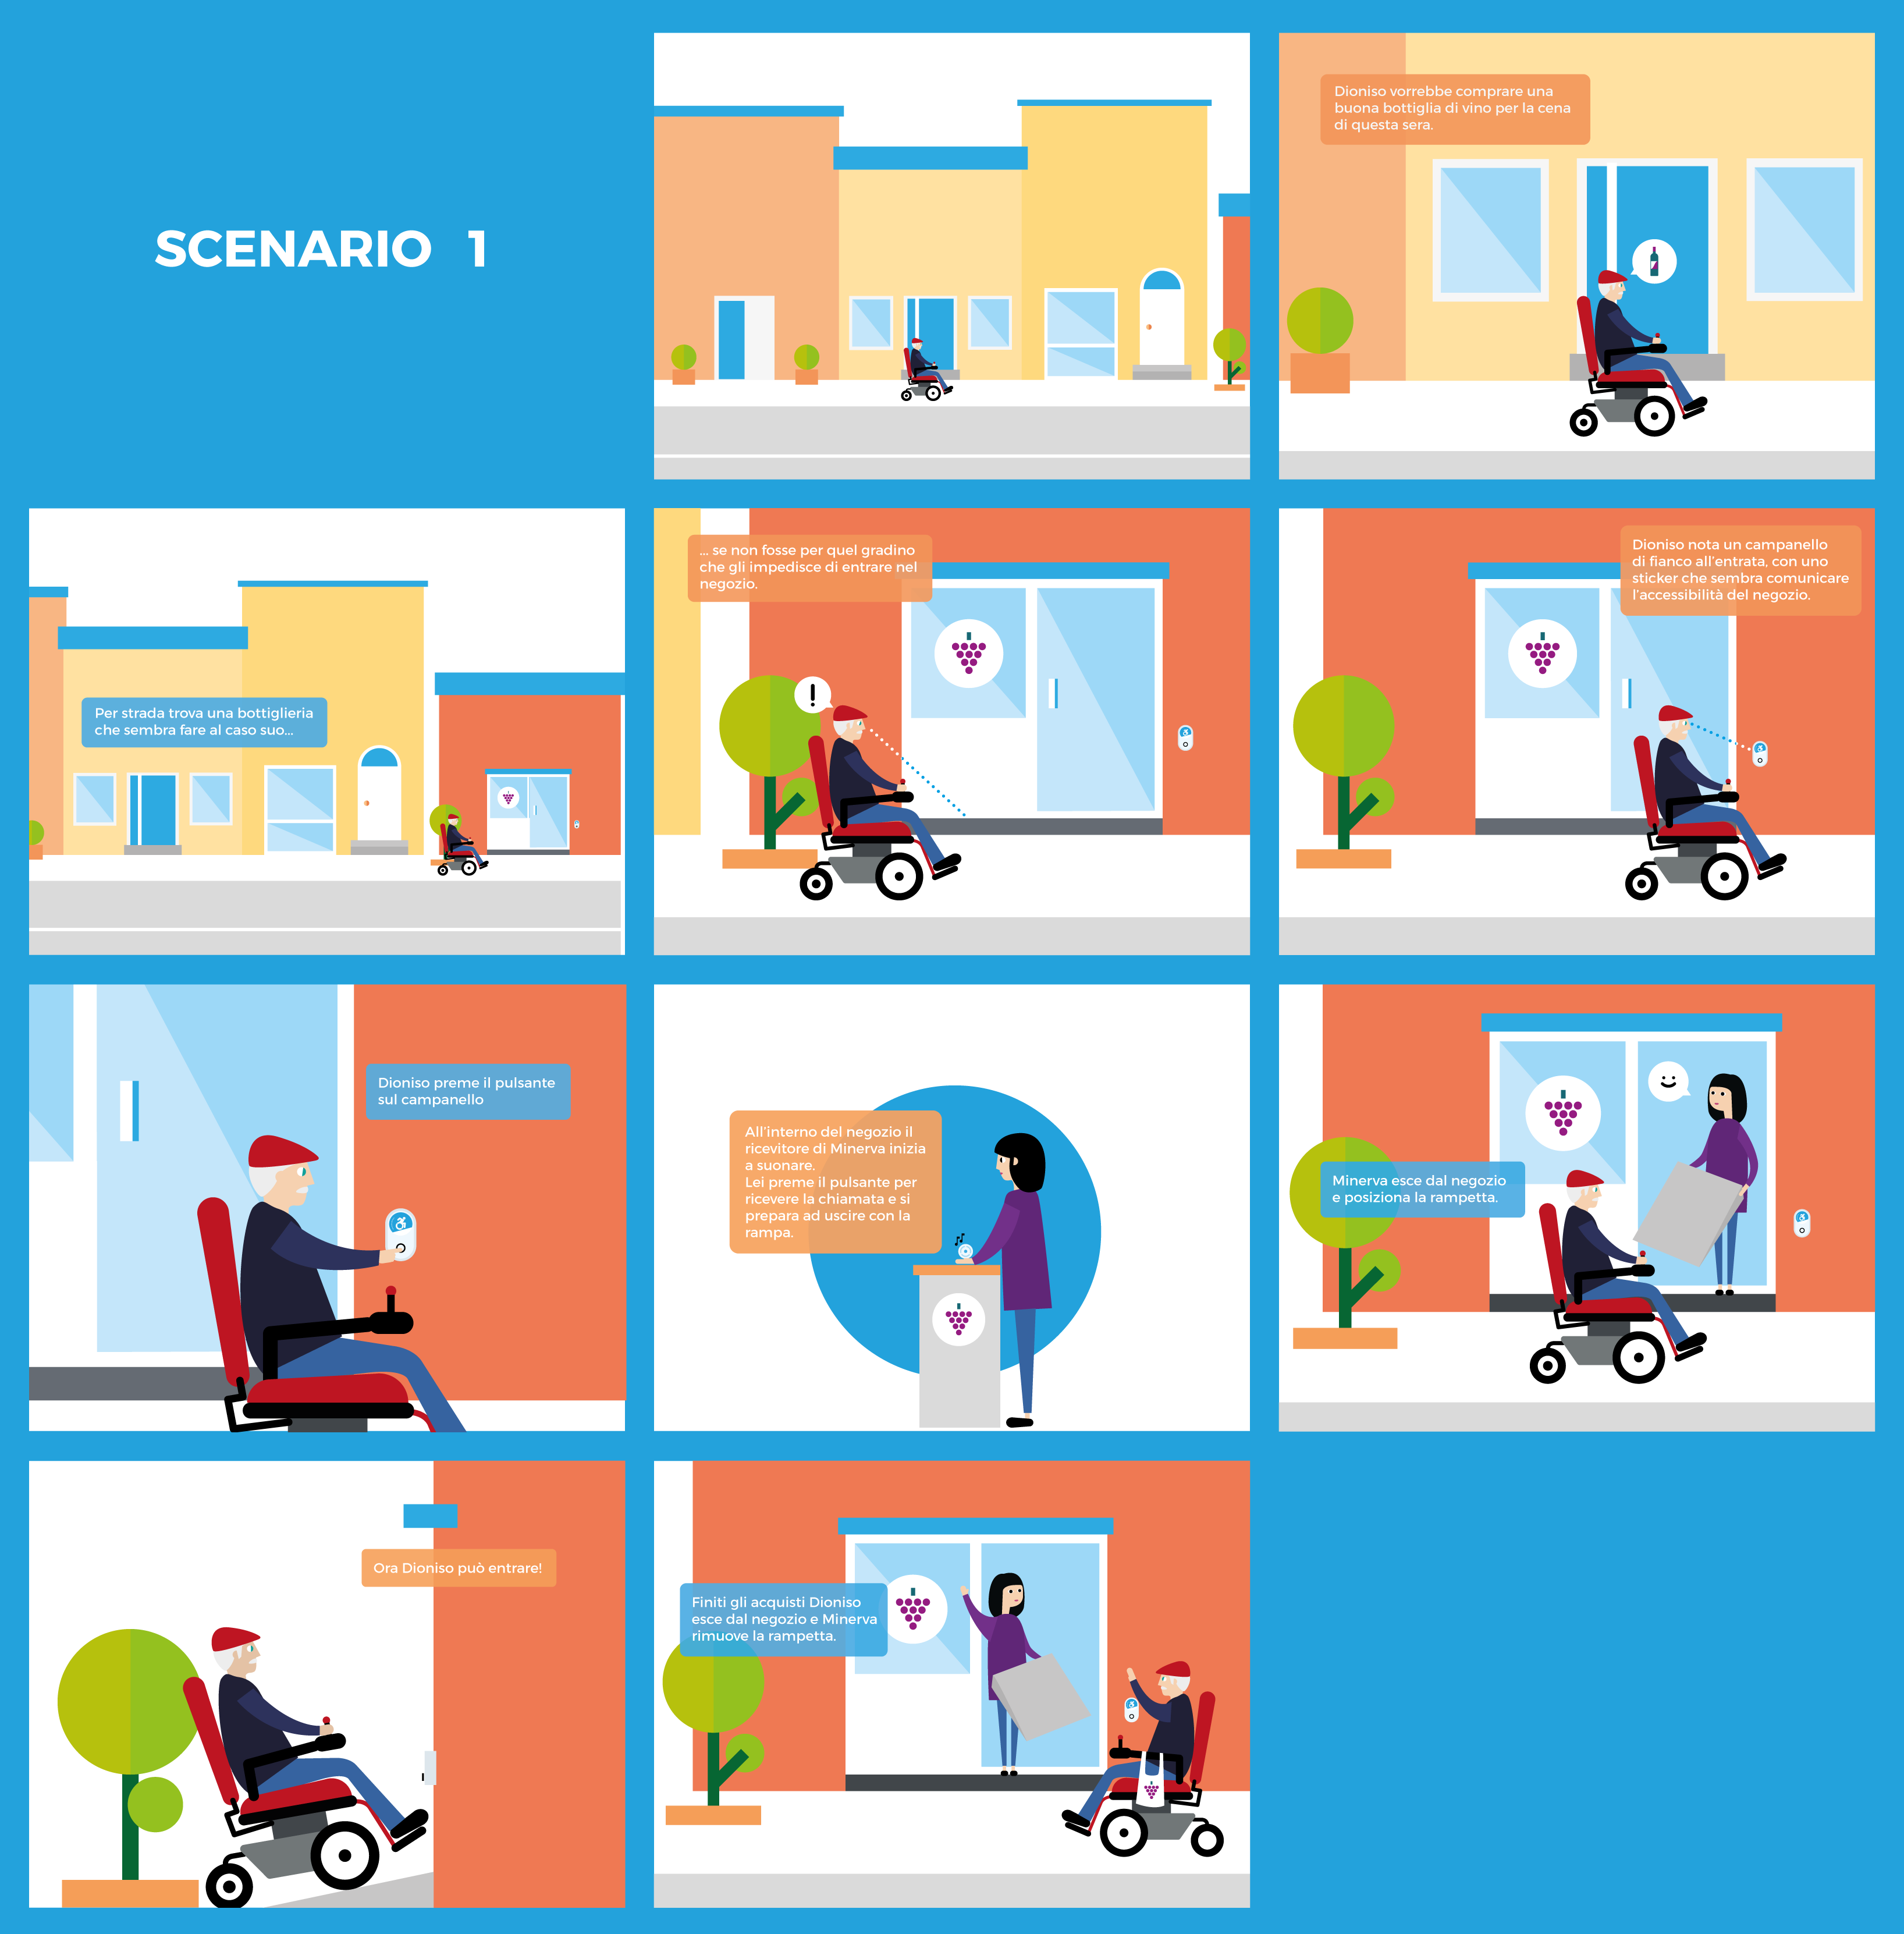 SCENARIO 1
Dioniso vorrebbe comprare una
buona bottiglia di vino per la cena
di questa sera.
Per strada trova una bottiglieria
che sembra fare al caso suo...
... se non fosse per quel gradino
che gli impedisce di entrare nel
negozio.
Dioniso nota un campanello
di fianco all'entrata, con uno
sticker che sembra comunicare
l'accessibilità del negozio.
Dioniso preme il pulsante
sul campanello
All'interno del negozio il
ricevitore di Minerva inizia
a suonare.
Lei preme il pulsante per
ricevere la chiamata e si
prepara ad uscire con la
rampa.
Minerva esce dal negozio
e posiziona la rampetta.
Ora Dioniso può entrare!
Finiti gli acquisti Dioniso
esce dal negozio e Minerva
rimuove la rampetta.